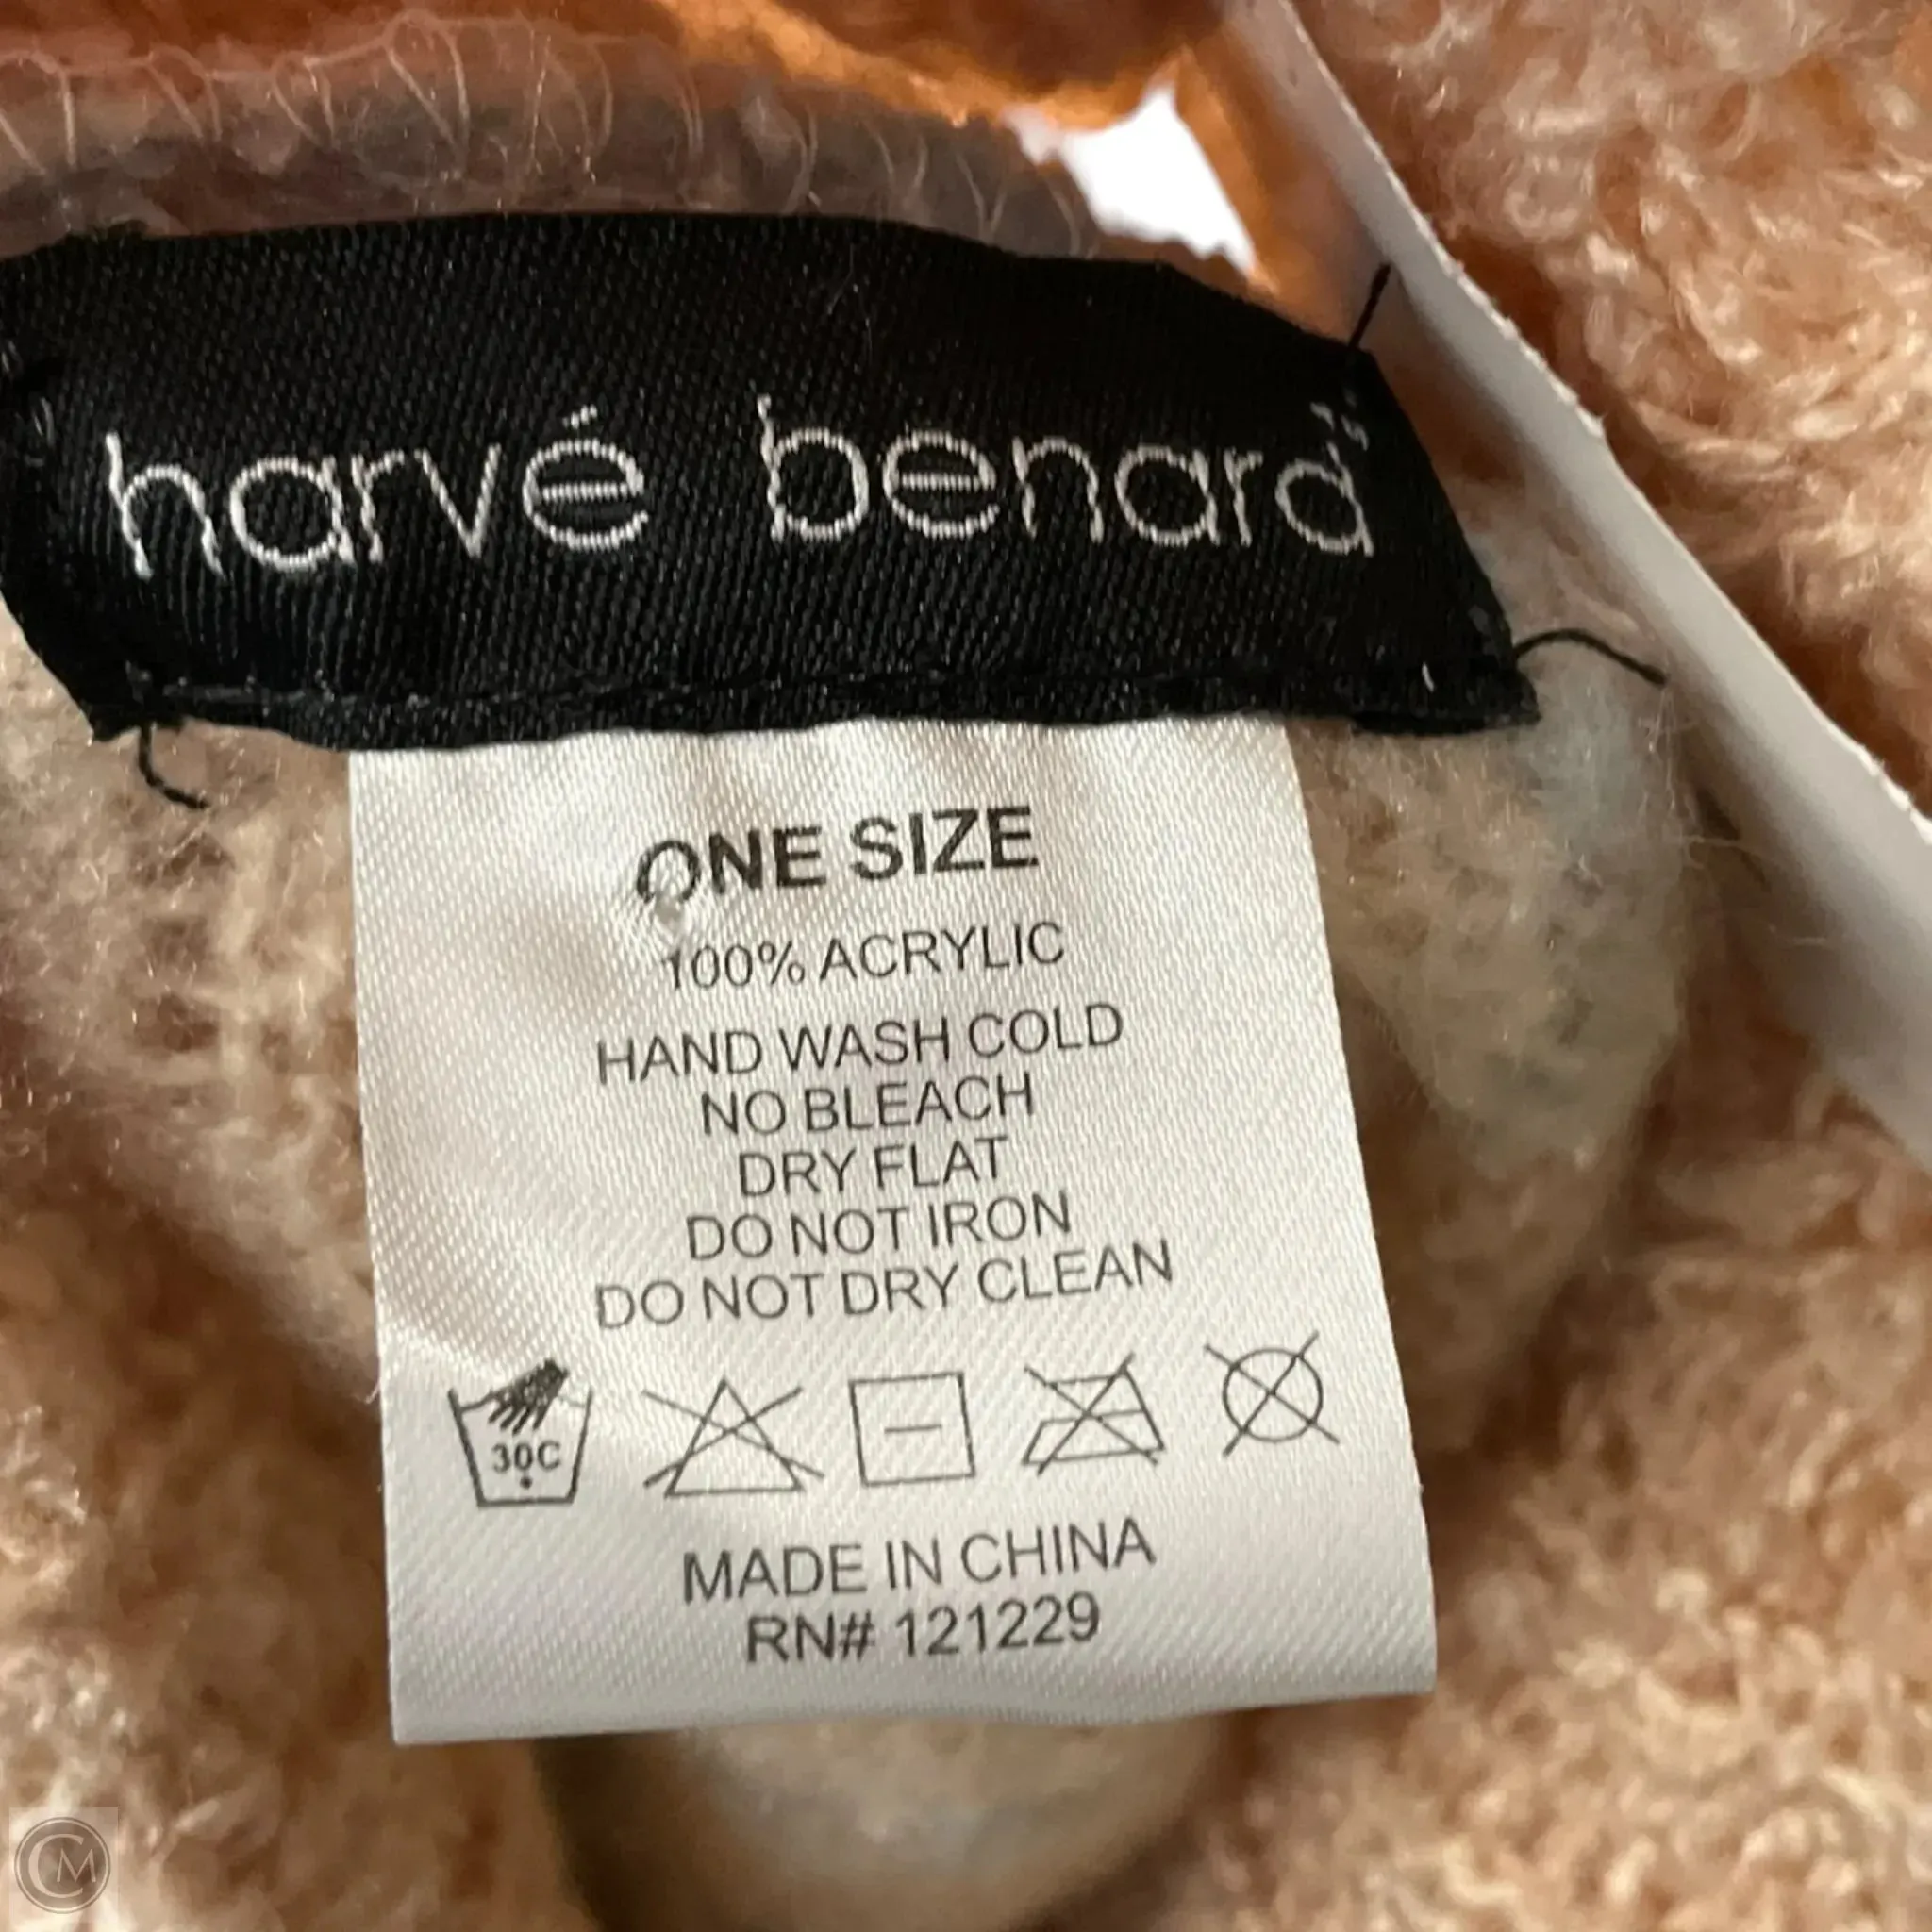 harvé benard
ONE SIZE
100% ACRYLIC
HAND WASH COLD
NO BLEACH
DRY FLAT
DO NOT IRON
DO NOT DRY CLEAN
30C
MADE IN CHINA
RN# 121229
CM